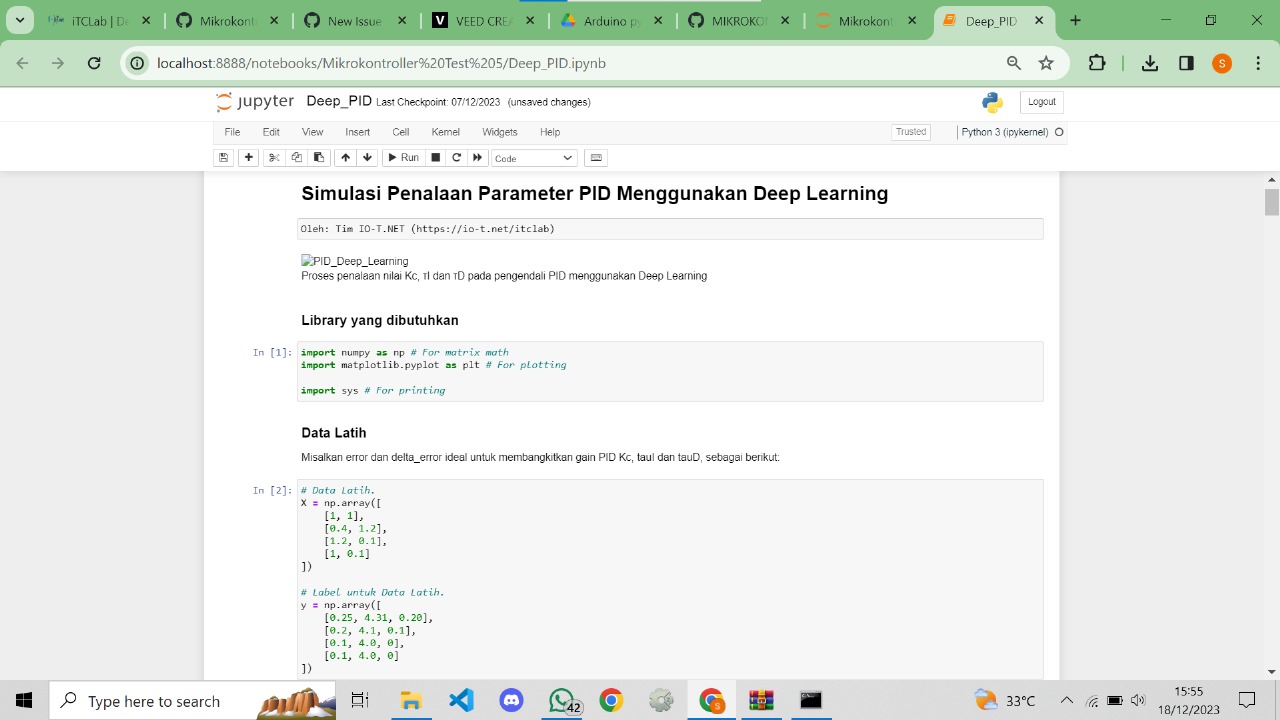 iTCLab | De
Mikrokont
New Issue
VEED CREA
Arduino py
MIKROKON
Mikrokont
Deep_PID
localhost:8888/notebooks/Mikrokontroller%20Test%205/Deep_PID.ipynb
S
jupyter Deep_PID Last Checkpoint: 07/12/2023 (unsaved changes)
Logout
File Edit View Insert Cell Kernel Widgets Help
Trusted
Python 3 (ipykernel)
Run
Code
Simulasi Penalaan Parameter PID Menggunakan Deep Learning
Oleh: Tim IO-T.NET (https://io-t.net/itclab)
PID_Deep_Learning
Proses penalaan nilai Kc, τI dan τD pada pengendali PID menggunakan Deep Learning
Library yang dibutuhkan
In [1]: import numpy as np # For matrix math
import matplotlib.pyplot as plt # For plotting
import sys # For printing
Data Latih
Misalkan error dan delta_error ideal untuk membangkitkan gain PID Kc, tauI dan tauD, sebagai berikut:
In [2]: # Data Latih.
X = np.array([
[1, 1],
[0.4, 1.2],
[1.2, 0.1],
[1, 0.1]
])
# Label untuk Data Latih.
y = np.array([
[0.25, 4.31, 0.20],
[0.2, 4.1, 0.1],
[0.1, 4.0, 0],
[0.1, 4.0, 0]
])
Type here to search
42
S
33°C
15:55
18/12/2023